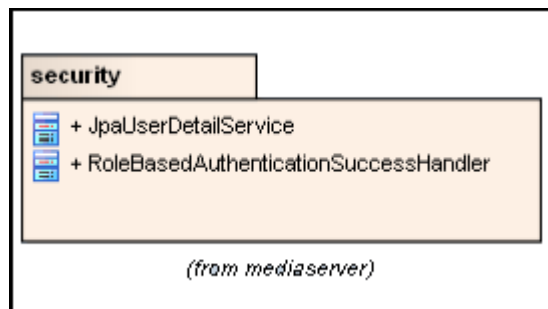 security
+ JpaUserDetailService
+ RoleBasedAuthenticationSuccessHandler
(from mediaserver)